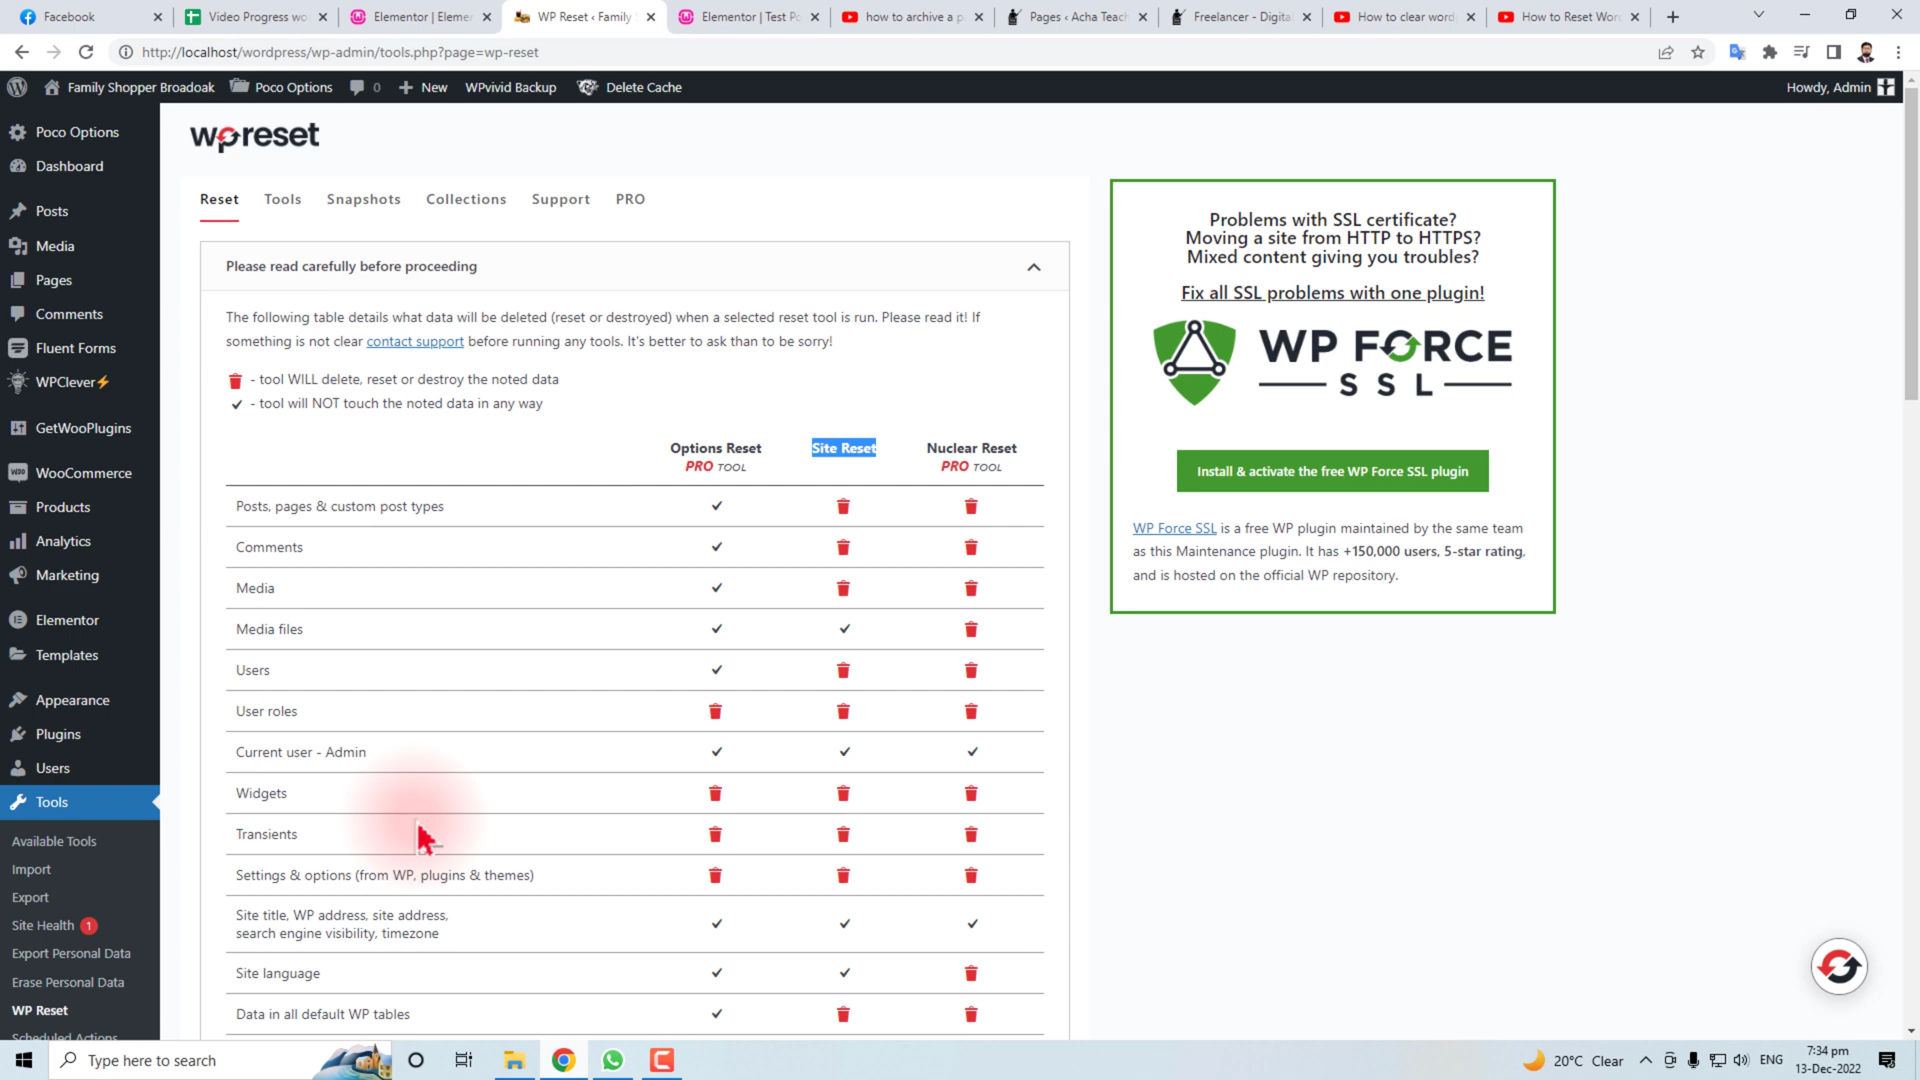 Facebook
Video Progress wo
Elementor | Eleme
WP Reset ‹ Family
Elementor | Test Po
how to archive a p
Pages ‹ Acha Teach
Freelancer - Digita
How to clear word
How to Reset Word
http://localhost/wordpress/wp-admin/tools.php?page=wp-reset
Family Shopper Broadoak
Poco Options
0
New
WPvivid Backup
Delete Cache
Howdy, Admin
Poco Options
Dashboard
Posts
Media
Pages
Comments
Fluent Forms
WPClever⚡
GetWooPlugins
WooCommerce
Products
Analytics
Marketing
Elementor
Templates
Appearance
Plugins
Users
Tools
Available Tools
Import
Export
Site Health 1
Export Personal Data
Erase Personal Data
WP Reset
Scheduled Actions
wpreset
Reset
Tools
Snapshots
Collections
Support
PRO
Please read carefully before proceeding
The following table details what data will be deleted (reset or destroyed) when a selected reset tool is run. Please read it! If
something is not clear contact support before running any tools. It's better to ask than to be sorry!
- tool WILL delete, reset or destroy the noted data
✓ - tool will NOT touch the noted data in any way
Options Reset Site Reset Nuclear Reset
PRO TOOL PRO TOOL
Posts, pages & custom post types
Comments
Media
Media files
Users
User roles
Current user - Admin
Widgets
Transients
Settings & options (from WP, plugins & themes)
Site title, WP address, site address,
search engine visibility, timezone
Site language
Data in all default WP tables
Problems with SSL certificate?
Moving a site from HTTP to HTTPS?
Mixed content giving you troubles?
Fix all SSL problems with one plugin!
WP FORCE
SSL
Install & activate the free WP Force SSL plugin
WP Force SSL is a free WP plugin maintained by the same team
as this Maintenance plugin. It has +150,000 users, 5-star rating,
and is hosted on the official WP repository.
Type here to search
20°C Clear
ENG
7:34 pm
13-Dec-2022